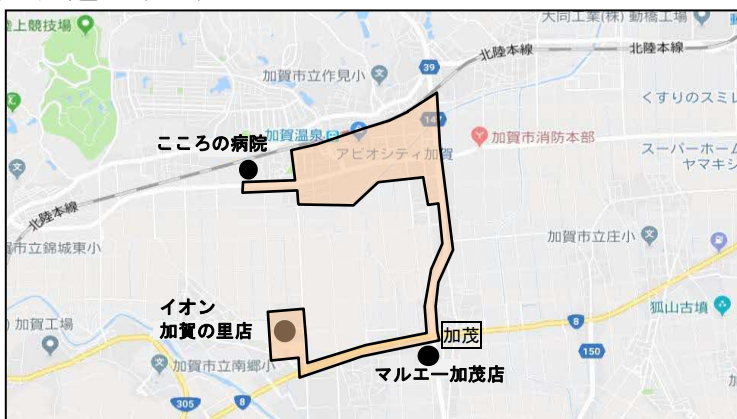 陸上競技場
大同工業(株) 動橋工場
北陸本線
北陸本線
39
加賀市立作見小
くすりのスミレ
147
加賀温泉
加賀市消防本部
こころの病院
アビオシティ加賀
スーパーホーム
ヤマキシ
北陸本線
加賀市立庄小
市立錦城東小
イオン
加賀の里店
狐山古墳
加賀工場
加茂
8
150
加賀市立南郷小
マルエー加茂店
305
8